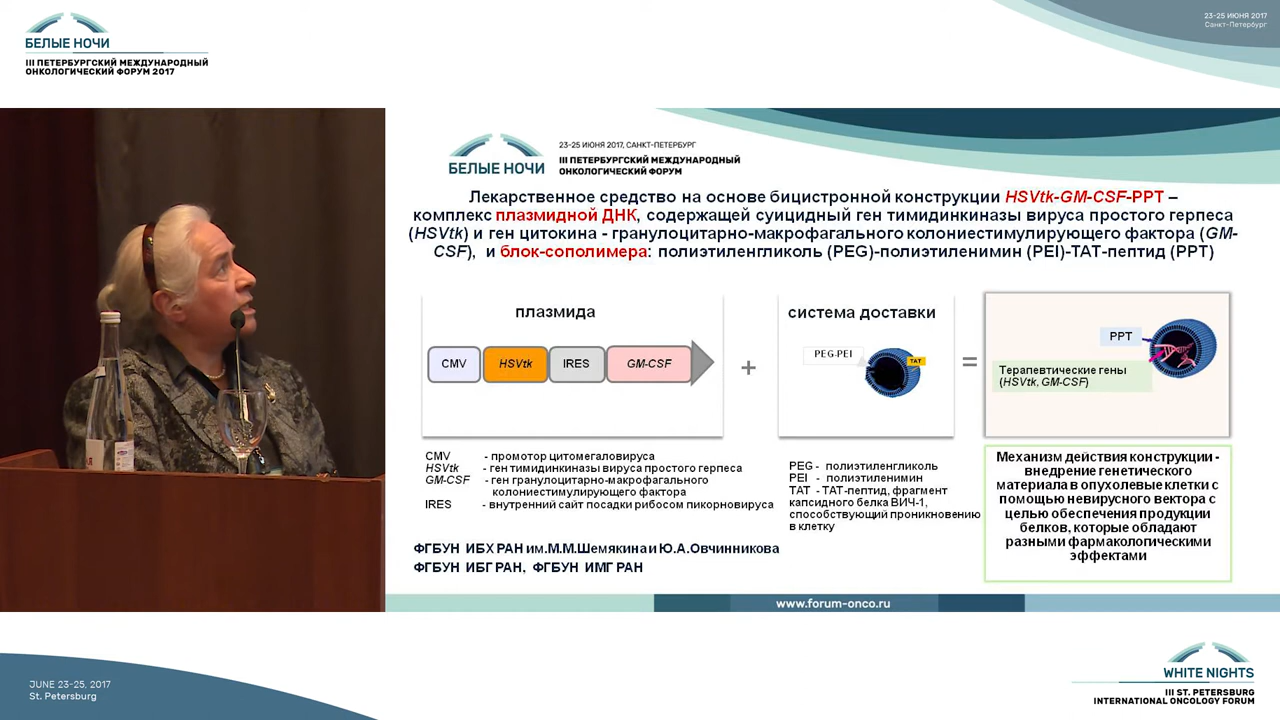 БЕЛЫЕ НОЧИ
III ПЕТЕРБУРГСКИЙ МЕЖДУНАРОДНЫЙ
ОНКОЛОГИЧЕСКИЙ ФОРУМ 2017
23-25 ИЮНЯ 2017
Санкт-Петербург
БЕЛЫЕ НОЧИ
23-25 ИЮНЯ 2017, САНКТ-ПЕТЕРБУРГ
III ПЕТЕРБУРГСКИЙ МЕЖДУНАРОДНЫЙ
ОНКОЛОГИЧЕСКИЙ ФОРУМ
Лекарственное средство на основе бицистронной конструкции HSVtk-GM-CSF-PPT –
комплекс плазмидной ДНК, содержащей суицидный ген тимидинкиназы вируса простого герпеса
(HSVtk) и ген цитокина - гранулоцитарно-макрофагального колониестимулирующего фактора (GM-
CSF), и блок-сополимера: полиэтиленгликоль (PEG)-полиэтиленимин (PEI)-TAT-пептид (PPT)
плазмида
CMV
HSVtk
IRES
GM-CSF
+
система доставки
PEG-PEI
TAT
=
PPT
Терапевтические гены
(HSVtk, GM-CSF)
CMV - промотор цитомегаловируса
HSVtk - ген тимидинкиназы вируса простого герпеса
GM-CSF - ген гранулоцитарно-макрофагального
колониестимулирующего фактора
IRES - внутренний сайт посадки рибосом пикорновируса
PEG - полиэтиленгликоль
PEI - полиэтиленимин
TAT - TAT-пептид, фрагмент
капсидного белка ВИЧ-1,
способствующий проникновению
в клетку
Механизм действия конструкции -
внедрение генетического
материала в опухолевые клетки с
помощью невирусного вектора с
целью обеспечения продукции
белков, которые обладают
разными фармакологическими
эффектами
ФГБУН ИБХ РАН им.М.М.Шемякина и Ю.А.Овчинникова
ФГБУН ИБГ РАН, ФГБУН ИМГ РАН
www.forum-onco.ru
JUNE 23-25, 2017
St. Petersburg
WHITE NIGHTS
III ST. PETERSBURG
INTERNATIONAL ONCOLOGY FORUM